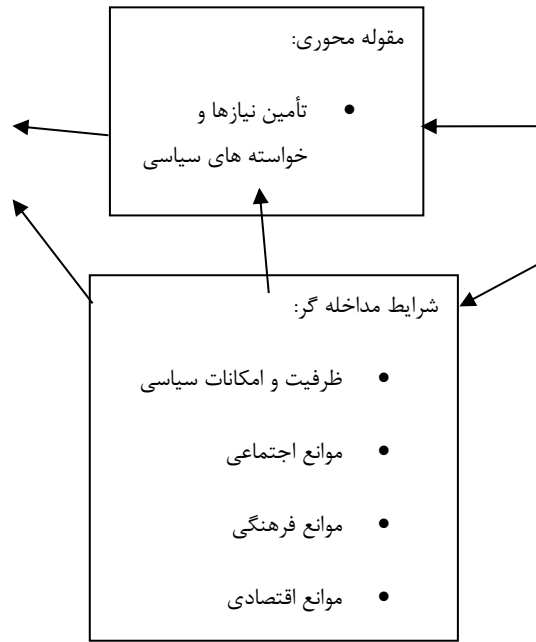 مقوله محوری:
• تأمین نیازها و
خواسته های سیاسی
شرایط مداخله گر:
• ظرفیت و امکانات سیاسی
• موانع اجتماعی
• موانع فرهنگی
• موانع اقتصادی